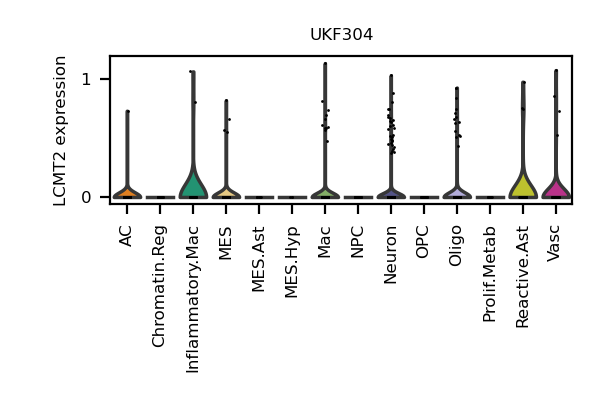 UKF304
LCMT2 expression
1
0
AC
Chromatin.Reg
Inflammatory.Mac
MES
MES.Ast
MES.Hyp
Mac
NPC
Neuron
OPC
Oligo
Prolif.Metab
Reactive.Ast
Vasc